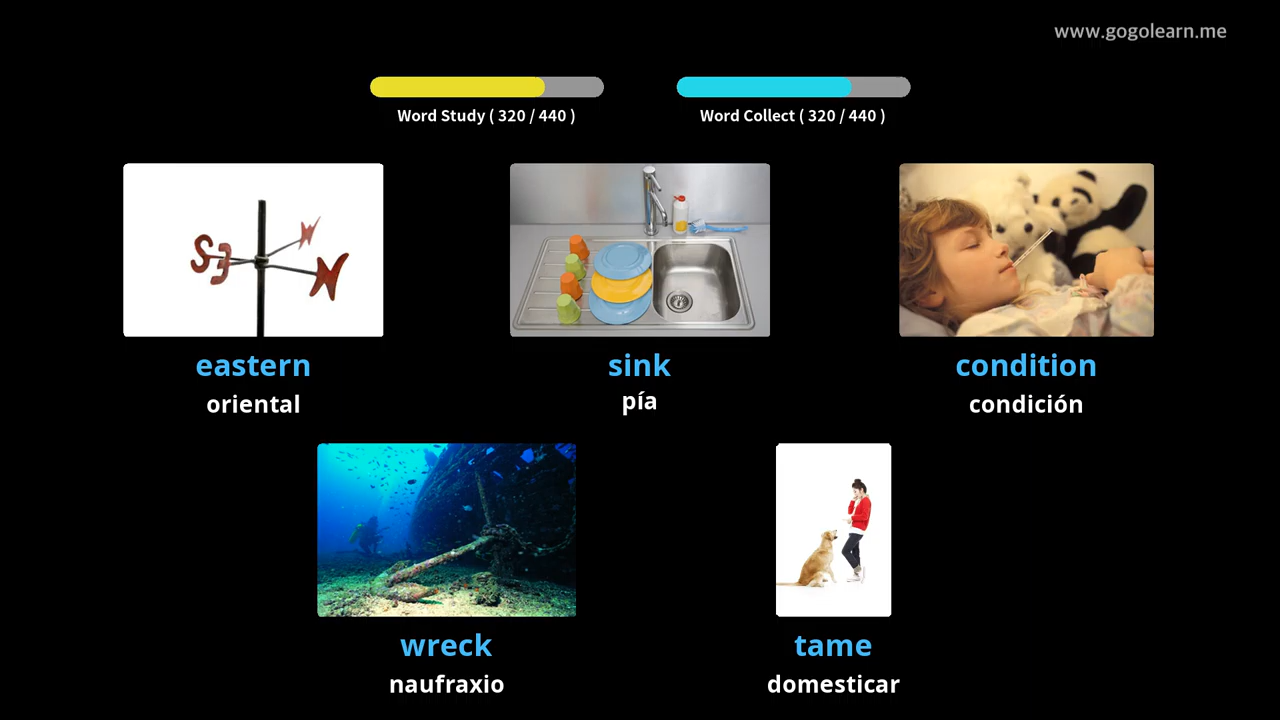 www.gogolearn.me
Word Study ( 320 / 440 )
Word Collect ( 320 / 440 )
eastern
oriental
sink
pía
condition
condición
wreck
naufraxio
tame
domesticar